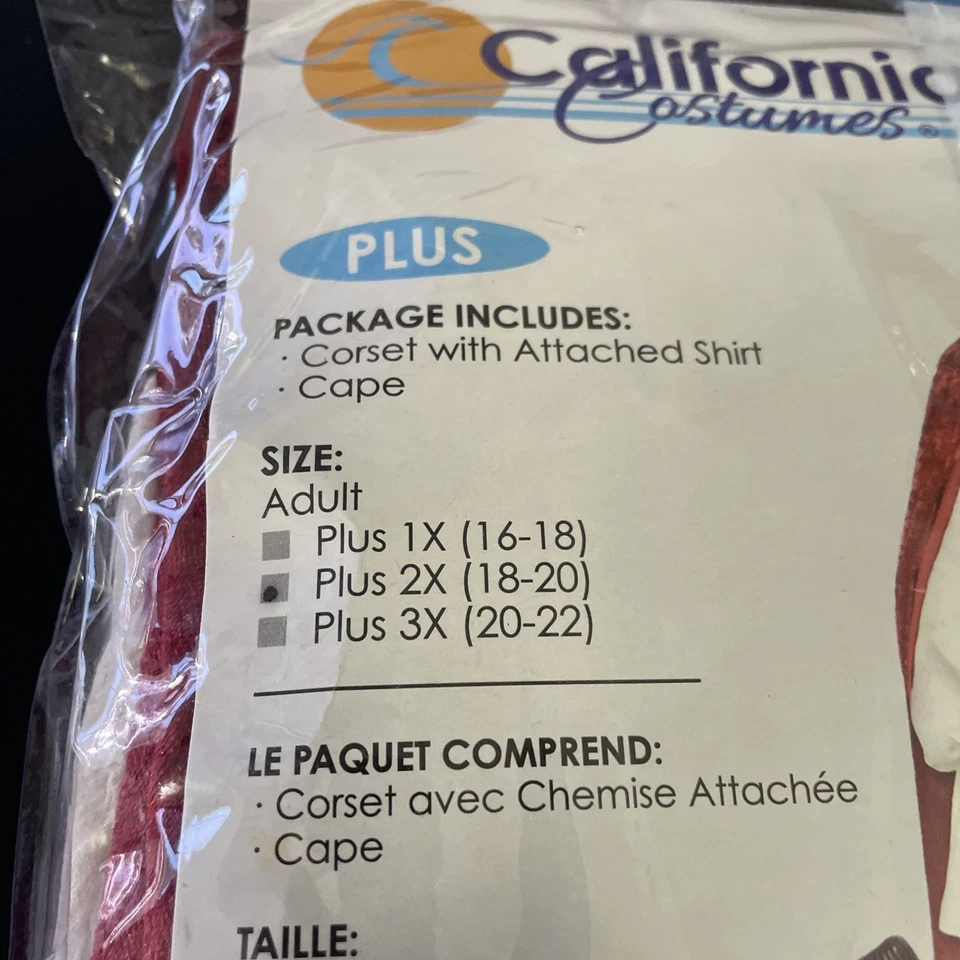 California
Costumes®
PLUS
PACKAGE INCLUDES:
· Corset with Attached Shirt
· Cape
SIZE:
Adult
Plus 1X (16-18)
Plus 2X (18-20)
Plus 3X (20-22)
LE PAQUET COMPREND:
· Corset avec Chemise Attachée
· Cape
TAILLE: